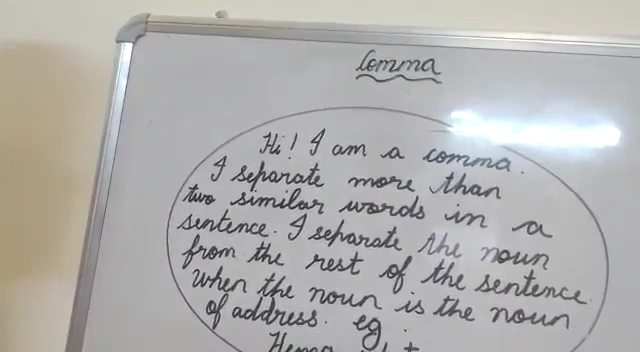 Comma
Hi! I am a comma.
I separate more than
two similar words in a
sentence. I separate the noun
from the rest of the sentence
when the noun is the noun
of address. eg.